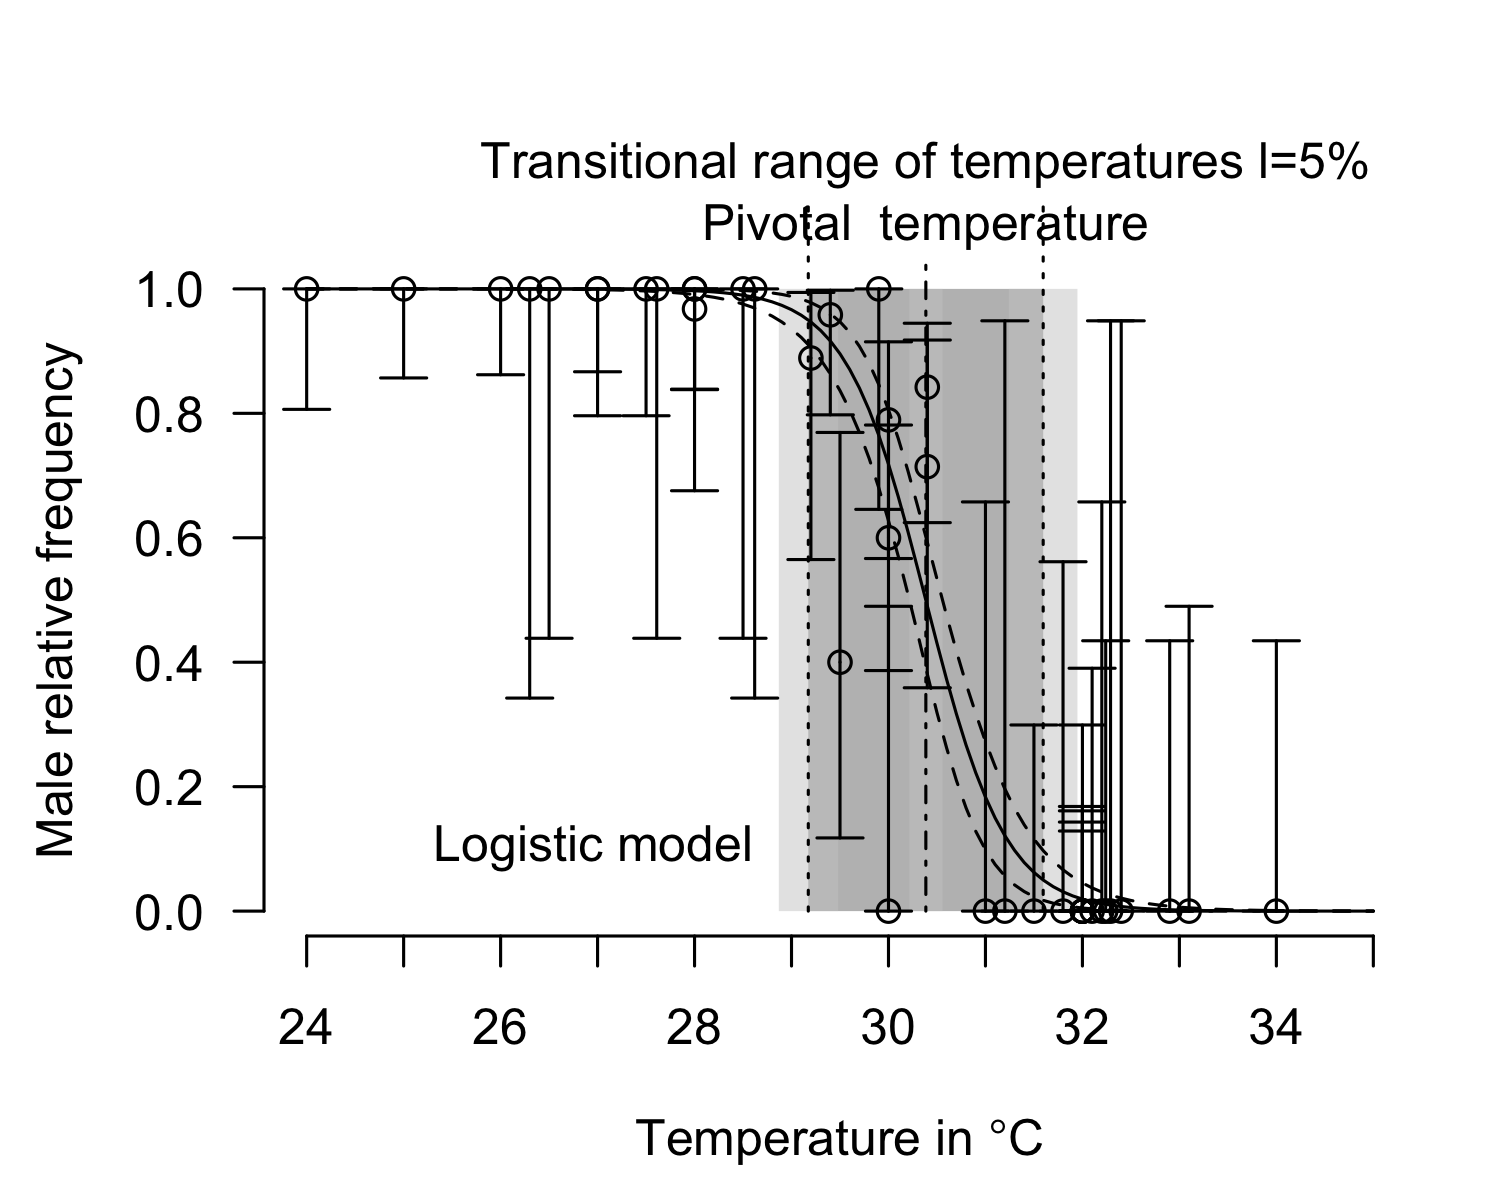 Transitional range of temperatures l=5%
Pivotal temperature
1.0
0.8
0.6
0.4
0.2
0.0
Male relative frequency
Logistic model
24 26 28 30 32 34
Temperature in °C